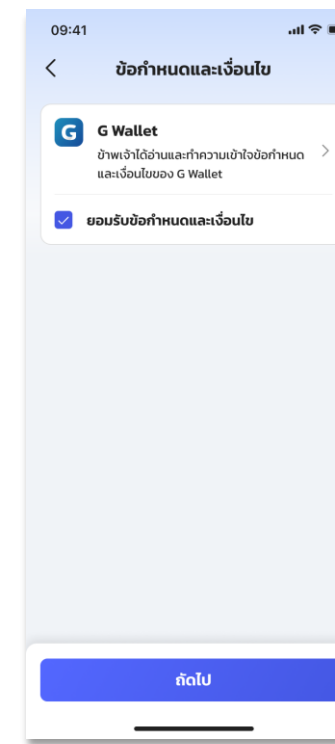 09:41
ข้อกำหนดและเงื่อนไข
G
G Wallet
ข้าพเจ้าได้อ่านและทำความเข้าใจข้อกำหนด
และเงื่อนไขของ G Wallet
ยอมรับข้อกำหนดและเงื่อนไข
ถัดไป